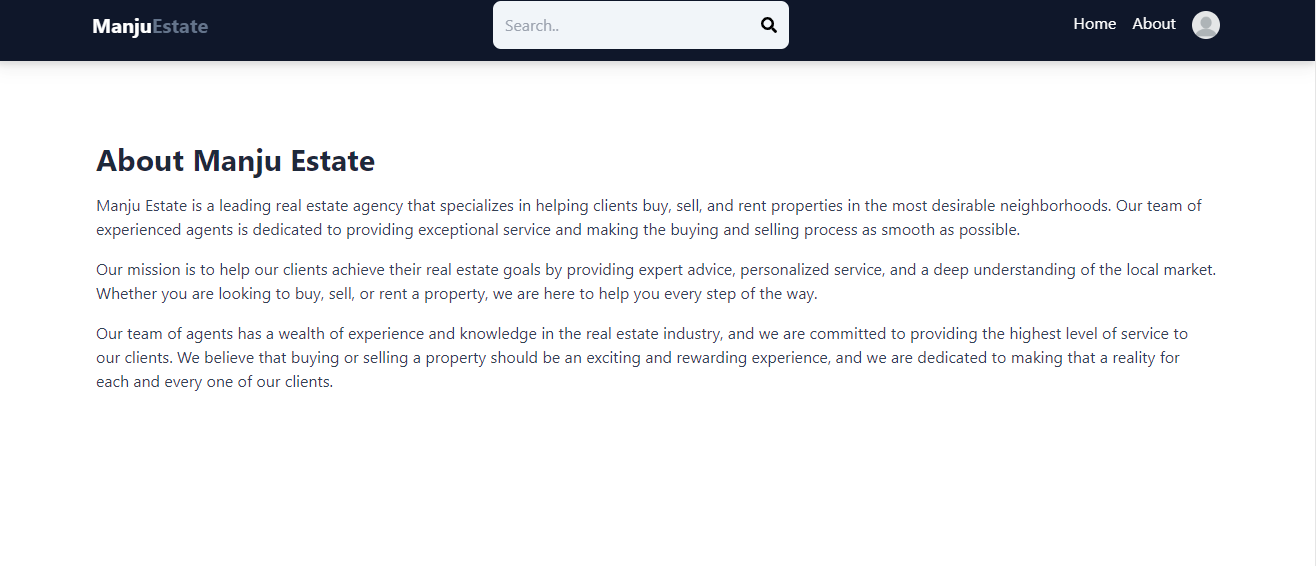 ManjuEstate
Search..
Home
About
About Manju Estate
Manju Estate is a leading real estate agency that specializes in helping clients buy, sell, and rent properties in the most desirable neighborhoods. Our team of
experienced agents is dedicated to providing exceptional service and making the buying and selling process as smooth as possible.
Our mission is to help our clients achieve their real estate goals by providing expert advice, personalized service, and a deep understanding of the local market.
Whether you are looking to buy, sell, or rent a property, we are here to help you every step of the way.
Our team of agents has a wealth of experience and knowledge in the real estate industry, and we are committed to providing the highest level of service to
our clients. We believe that buying or selling a property should be an exciting and rewarding experience, and we are dedicated to making that a reality for
each and every one of our clients.